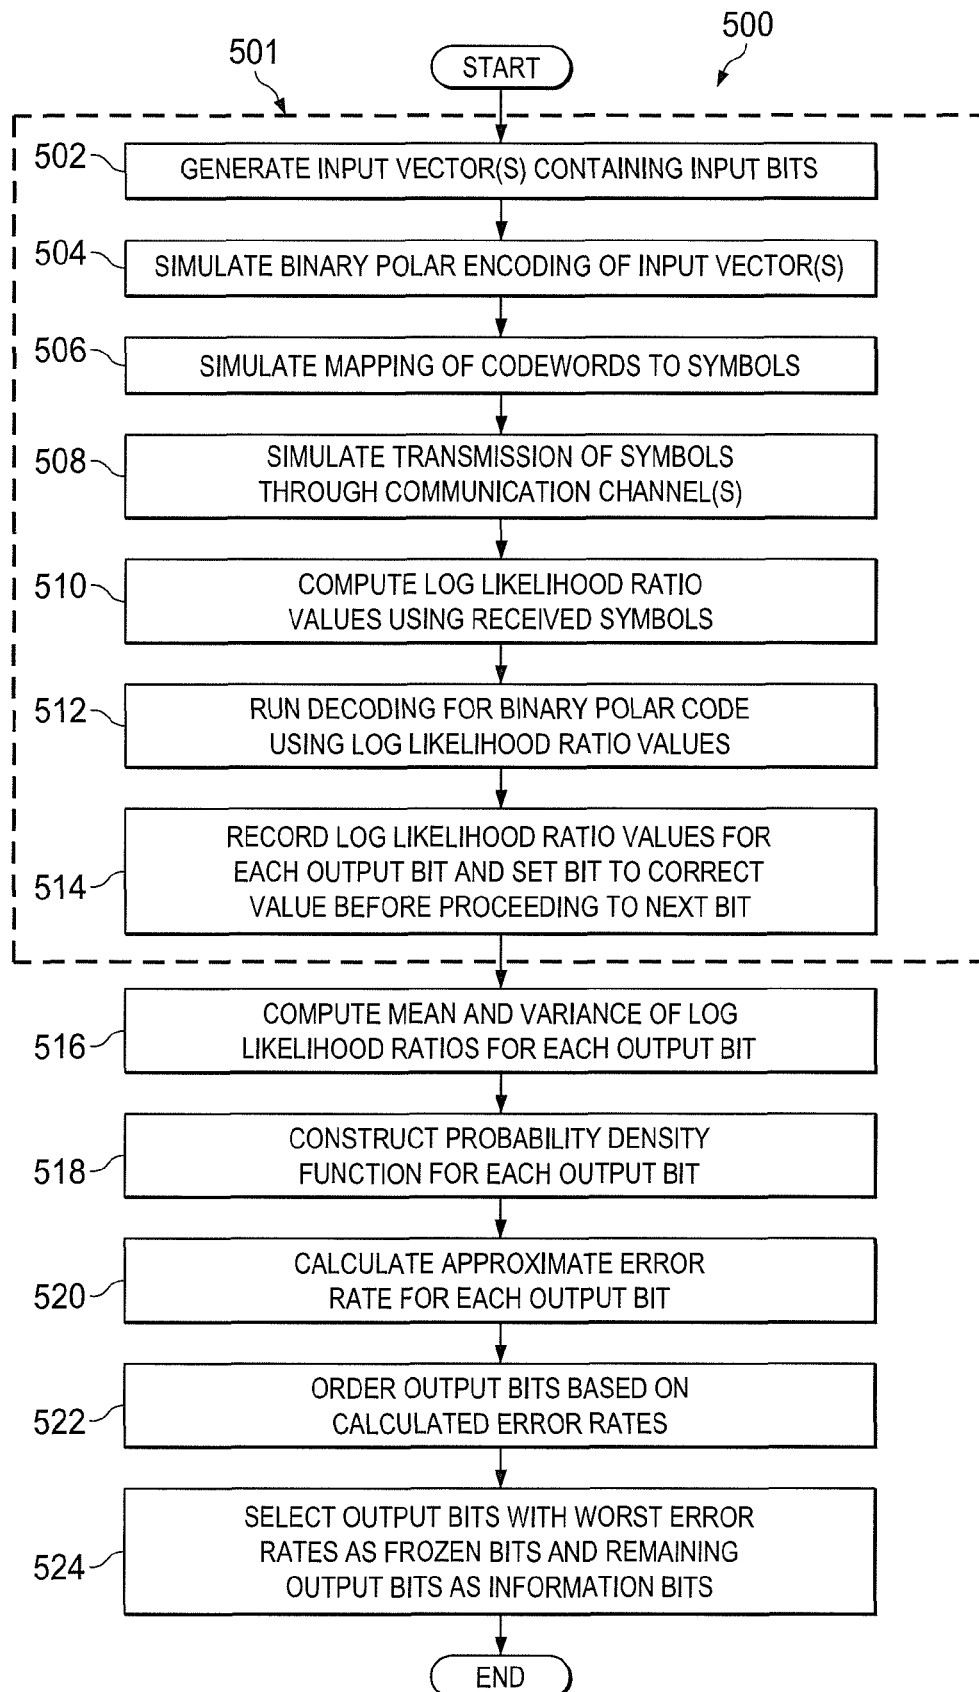 500
501
START
502
GENERATE INPUT VECTOR(S) CONTAINING INPUT BITS
504
SIMULATE BINARY POLAR ENCODING OF INPUT VECTOR(S)
506
SIMULATE MAPPING OF CODEWORDS TO SYMBOLS
508
SIMULATE TRANSMISSION OF SYMBOLS
THROUGH COMMUNICATION CHANNEL(S)
510
COMPUTE LOG LIKELIHOOD RATIO
VALUES USING RECEIVED SYMBOLS
512
RUN DECODING FOR BINARY POLAR CODE
USING LOG LIKELIHOOD RATIO VALUES
514
RECORD LOG LIKELIHOOD RATIO VALUES FOR
EACH OUTPUT BIT AND SET BIT TO CORRECT
VALUE BEFORE PROCEEDING TO NEXT BIT
516
COMPUTE MEAN AND VARIANCE OF LOG
LIKELIHOOD RATIOS FOR EACH OUTPUT BIT
518
CONSTRUCT PROBABILITY DENSITY
FUNCTION FOR EACH OUTPUT BIT
520
CALCULATE APPROXIMATE ERROR
RATE FOR EACH OUTPUT BIT
522
ORDER OUTPUT BITS BASED ON
CALCULATED ERROR RATES
524
SELECT OUTPUT BITS WITH WORST ERROR
RATES AS FROZEN BITS AND REMAINING
OUTPUT BITS AS INFORMATION BITS
END